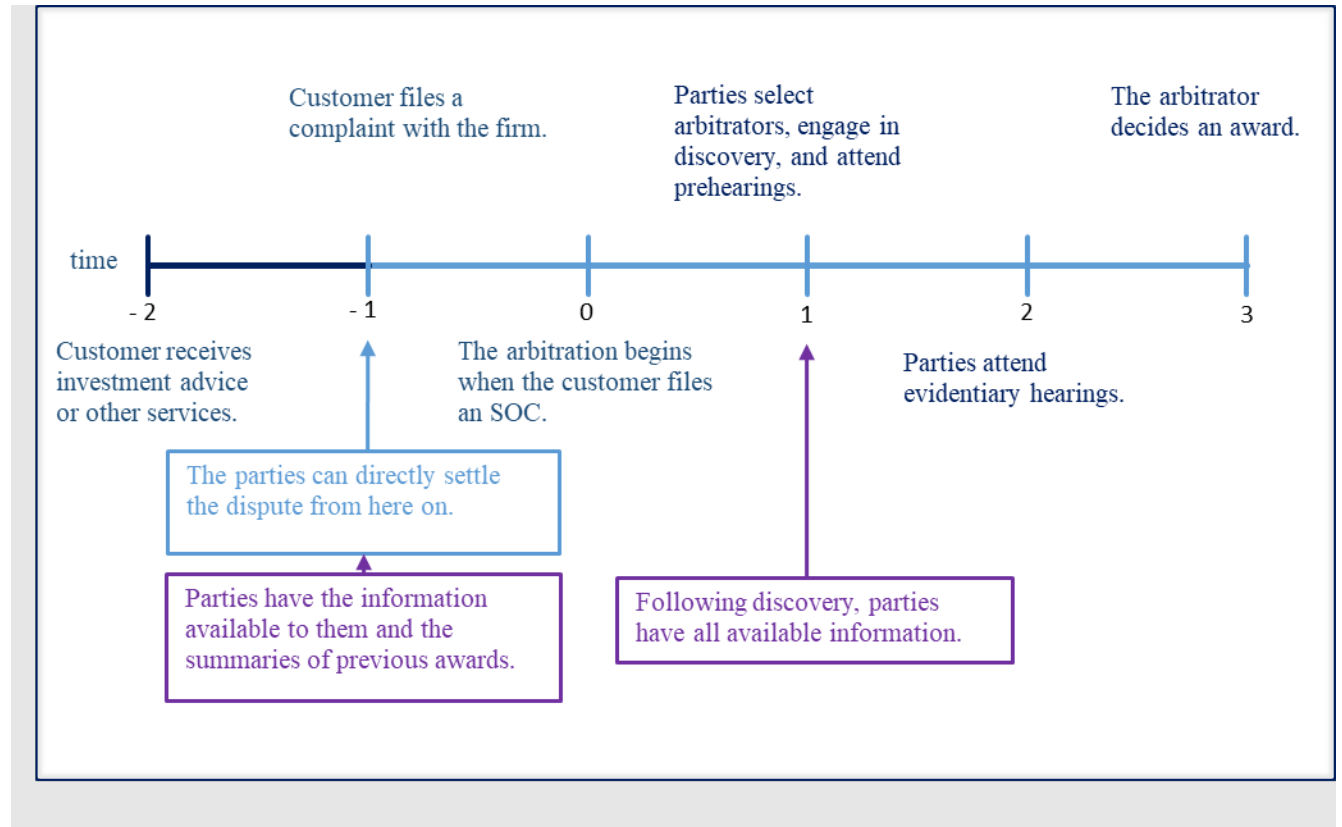 Customer files a
complaint with the firm.
Parties select
arbitrators, engage in
discovery, and attend
prehearings.
The arbitrator
decides an award.
time
- 2
- 1
0
1
2
3
Customer receives
investment advice
or other services.
The arbitration begins
when the customer files
an SOC.
Parties attend
evidentiary hearings.
The parties can directly settle
the dispute from here on.
Parties have the information
available to them and the
summaries of previous awards.
Following discovery, parties
have all available information.